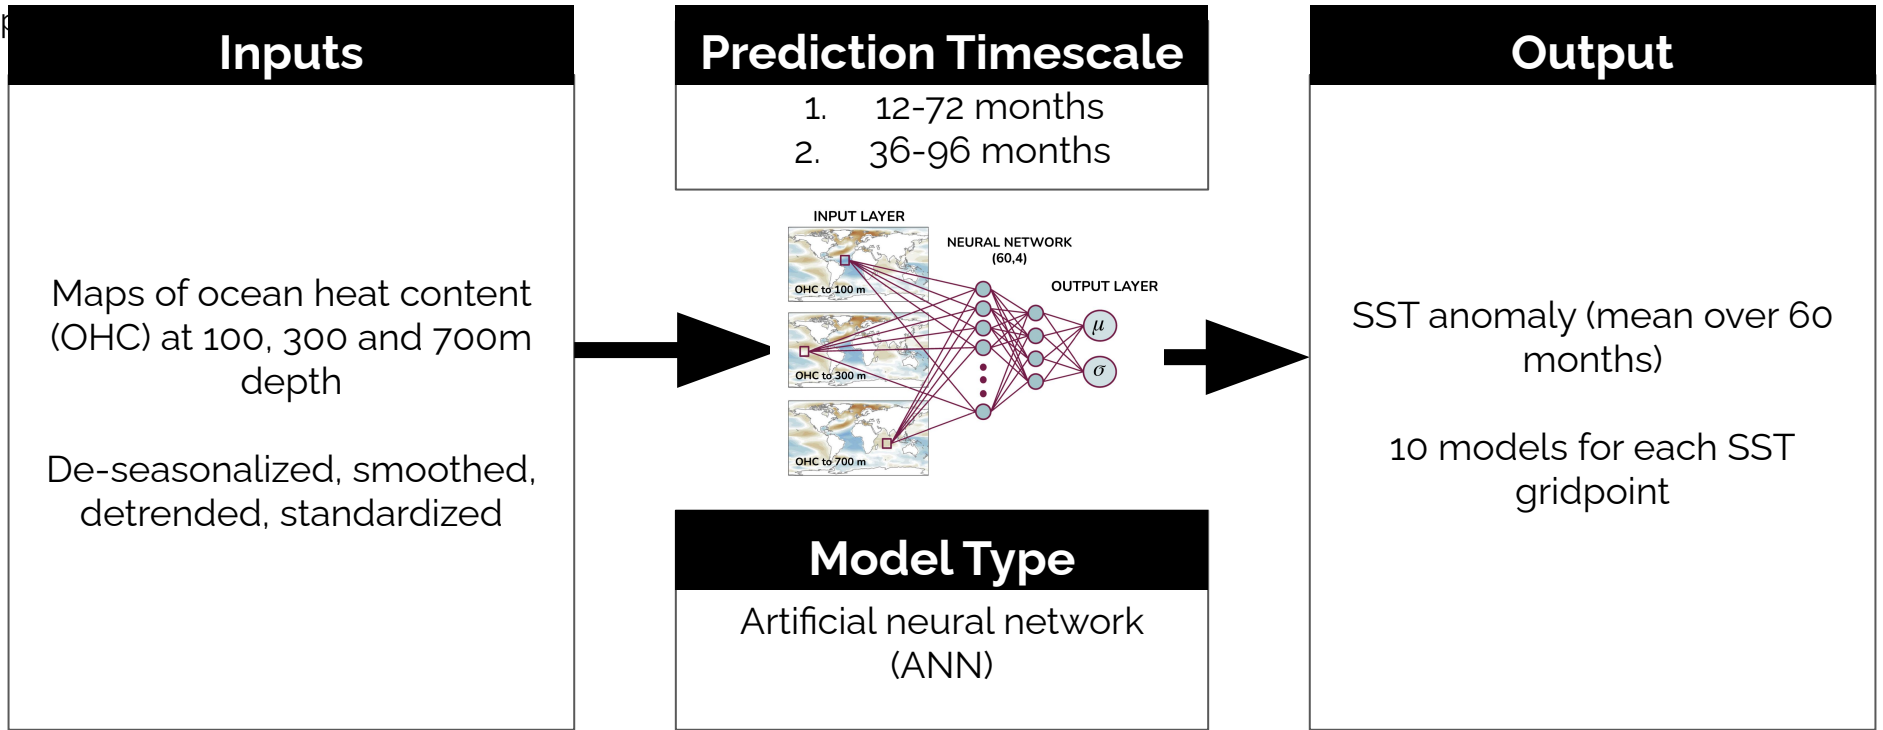 Inputs
Maps of ocean heat content
(OHC) at 100, 300 and 700m
depth
De-seasonalized, smoothed,
detrended, standardized
Prediction Timescale
1. 12-72 months
2. 36-96 months
INPUT LAYER
NEURAL NETWORK
(60,4)
OUTPUT LAYER
OHC to 100 m
OHC to 300 m
OHC to 700 m
μ
σ
Model Type
Artificial neural network
(ANN)
Output
SST anomaly (mean over 60
months)
10 models for each SST
gridpoint